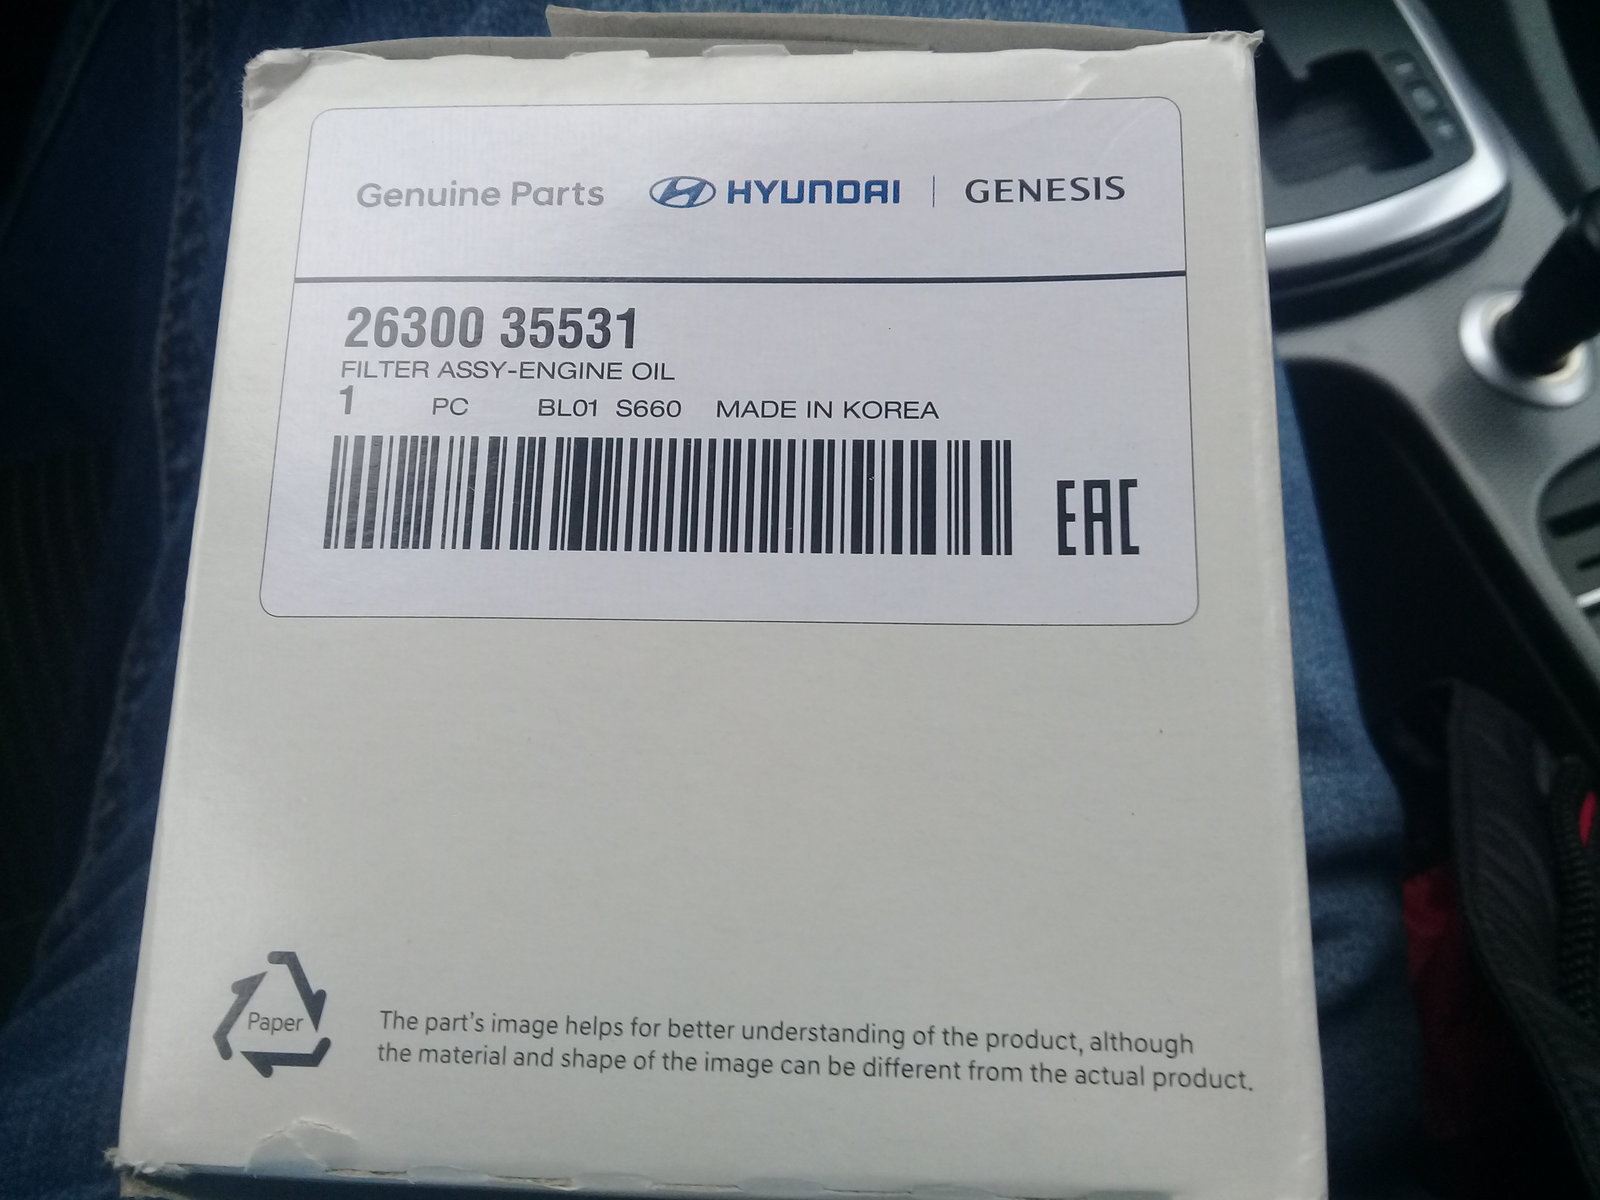 Genuine Parts HYUNDAI | GENESIS
26300 35531
FILTER ASSY-ENGINE OIL
1 PC BL01 S660 MADE IN KOREA
EAC
Paper
The part's image helps for better understanding of the product, although
the material and shape of the image can be different from the actual product.